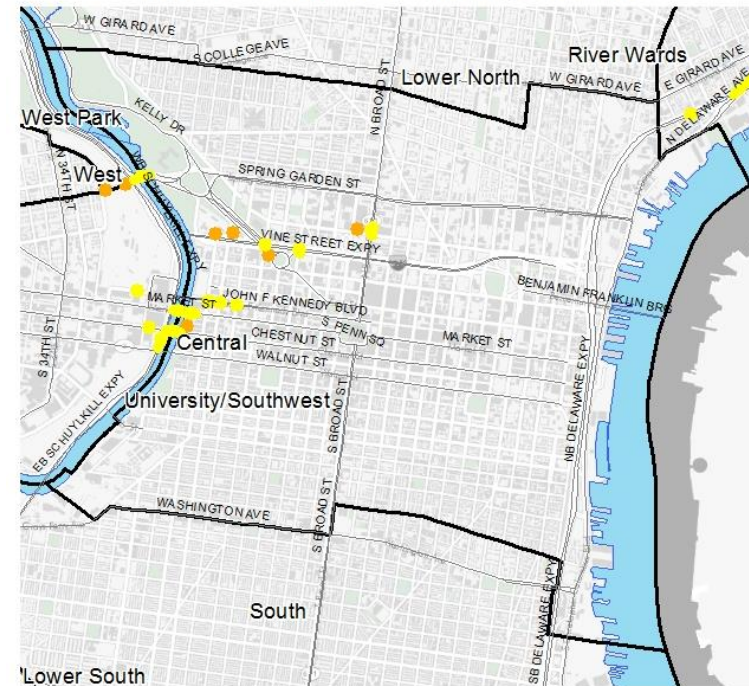 W GIRARD AVE
S COLLEGE AVE
N BROAD ST
Lower North
W GIRARD AVE
River Wards
E GIRARD AVE
N DELAWARE AVE
West Park
KELLY DR
N 34TH ST
West
WB SCHUYLKILL EXPY
SPRING GARDEN ST
VINE STREET EXPY
BENJAMIN FRANKLIN BRG
MARKET ST
JOHN F KENNEDY BLVD
S PENN SQ
MARKET ST
CHESTNUT ST
Central
WALNUT ST
S 34TH ST
University/Southwest
EB SCHUYLKILL EXPY
S BROAD ST
NB DELAWARE EXPY
WASHINGTON AVE
S BROAD ST
South
SB DELAWARE EXPY
Lower South